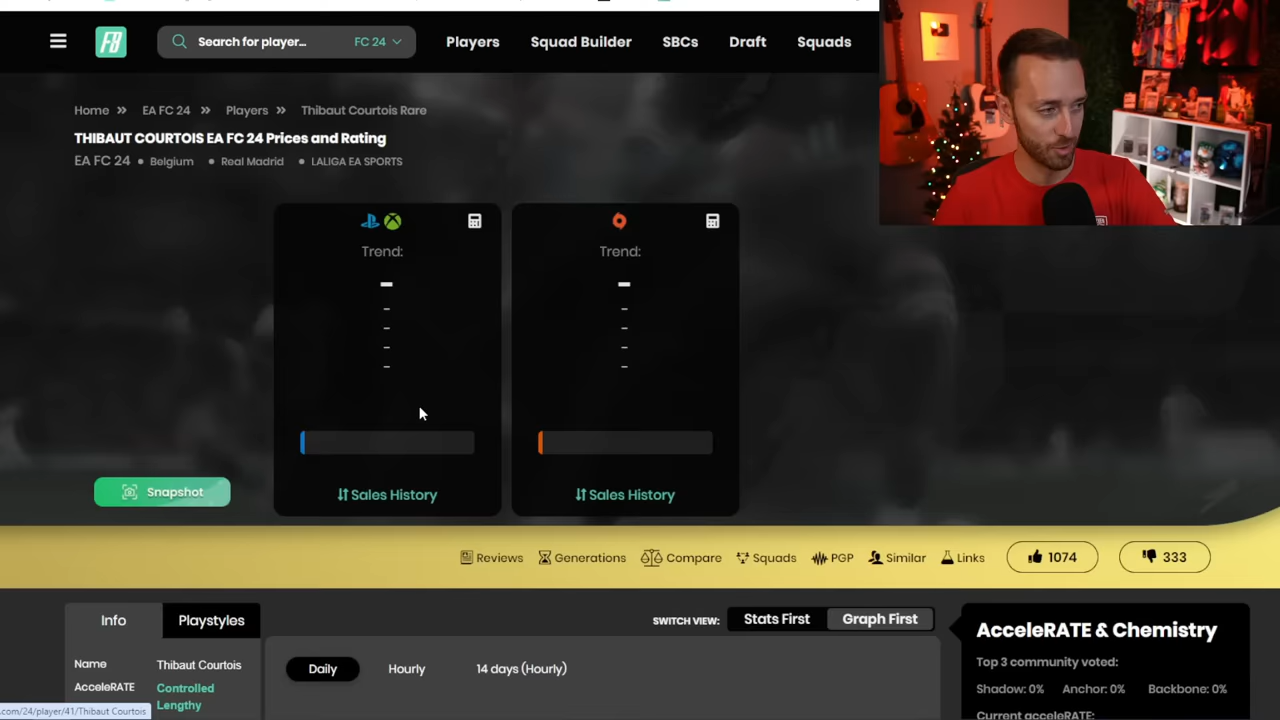 FB
Search for player...
FC 24
Players
Squad Builder
SBCs
Draft
Squads
Home » EA FC 24 » Players » Thibaut Courtois Rare
THIBAUT COURTOIS EA FC 24 Prices and Rating
EA FC 24 • Belgium • Real Madrid • LALIGA EA SPORTS
Trend:
Trend:
-
-
-
-
-
-
-
-
-
-
Sales History
Sales History
Snapshot
Reviews
Generations
Compare
Squads
PGP
Similar
Links
1074
333
Info
Playstyles
SWITCH VIEW:
Stats First
Graph First
AcceleRATE & Chemistry
Name
Thibaut Courtois
Daily
Hourly
14 days (Hourly)
Top 3 community voted:
AcceleRATE
Controlled
Lengthy
Shadow: 0%
Anchor: 0%
Backbone: 0%
Current acceleRATE:
.com/24/player/41/Thibaut Courtois